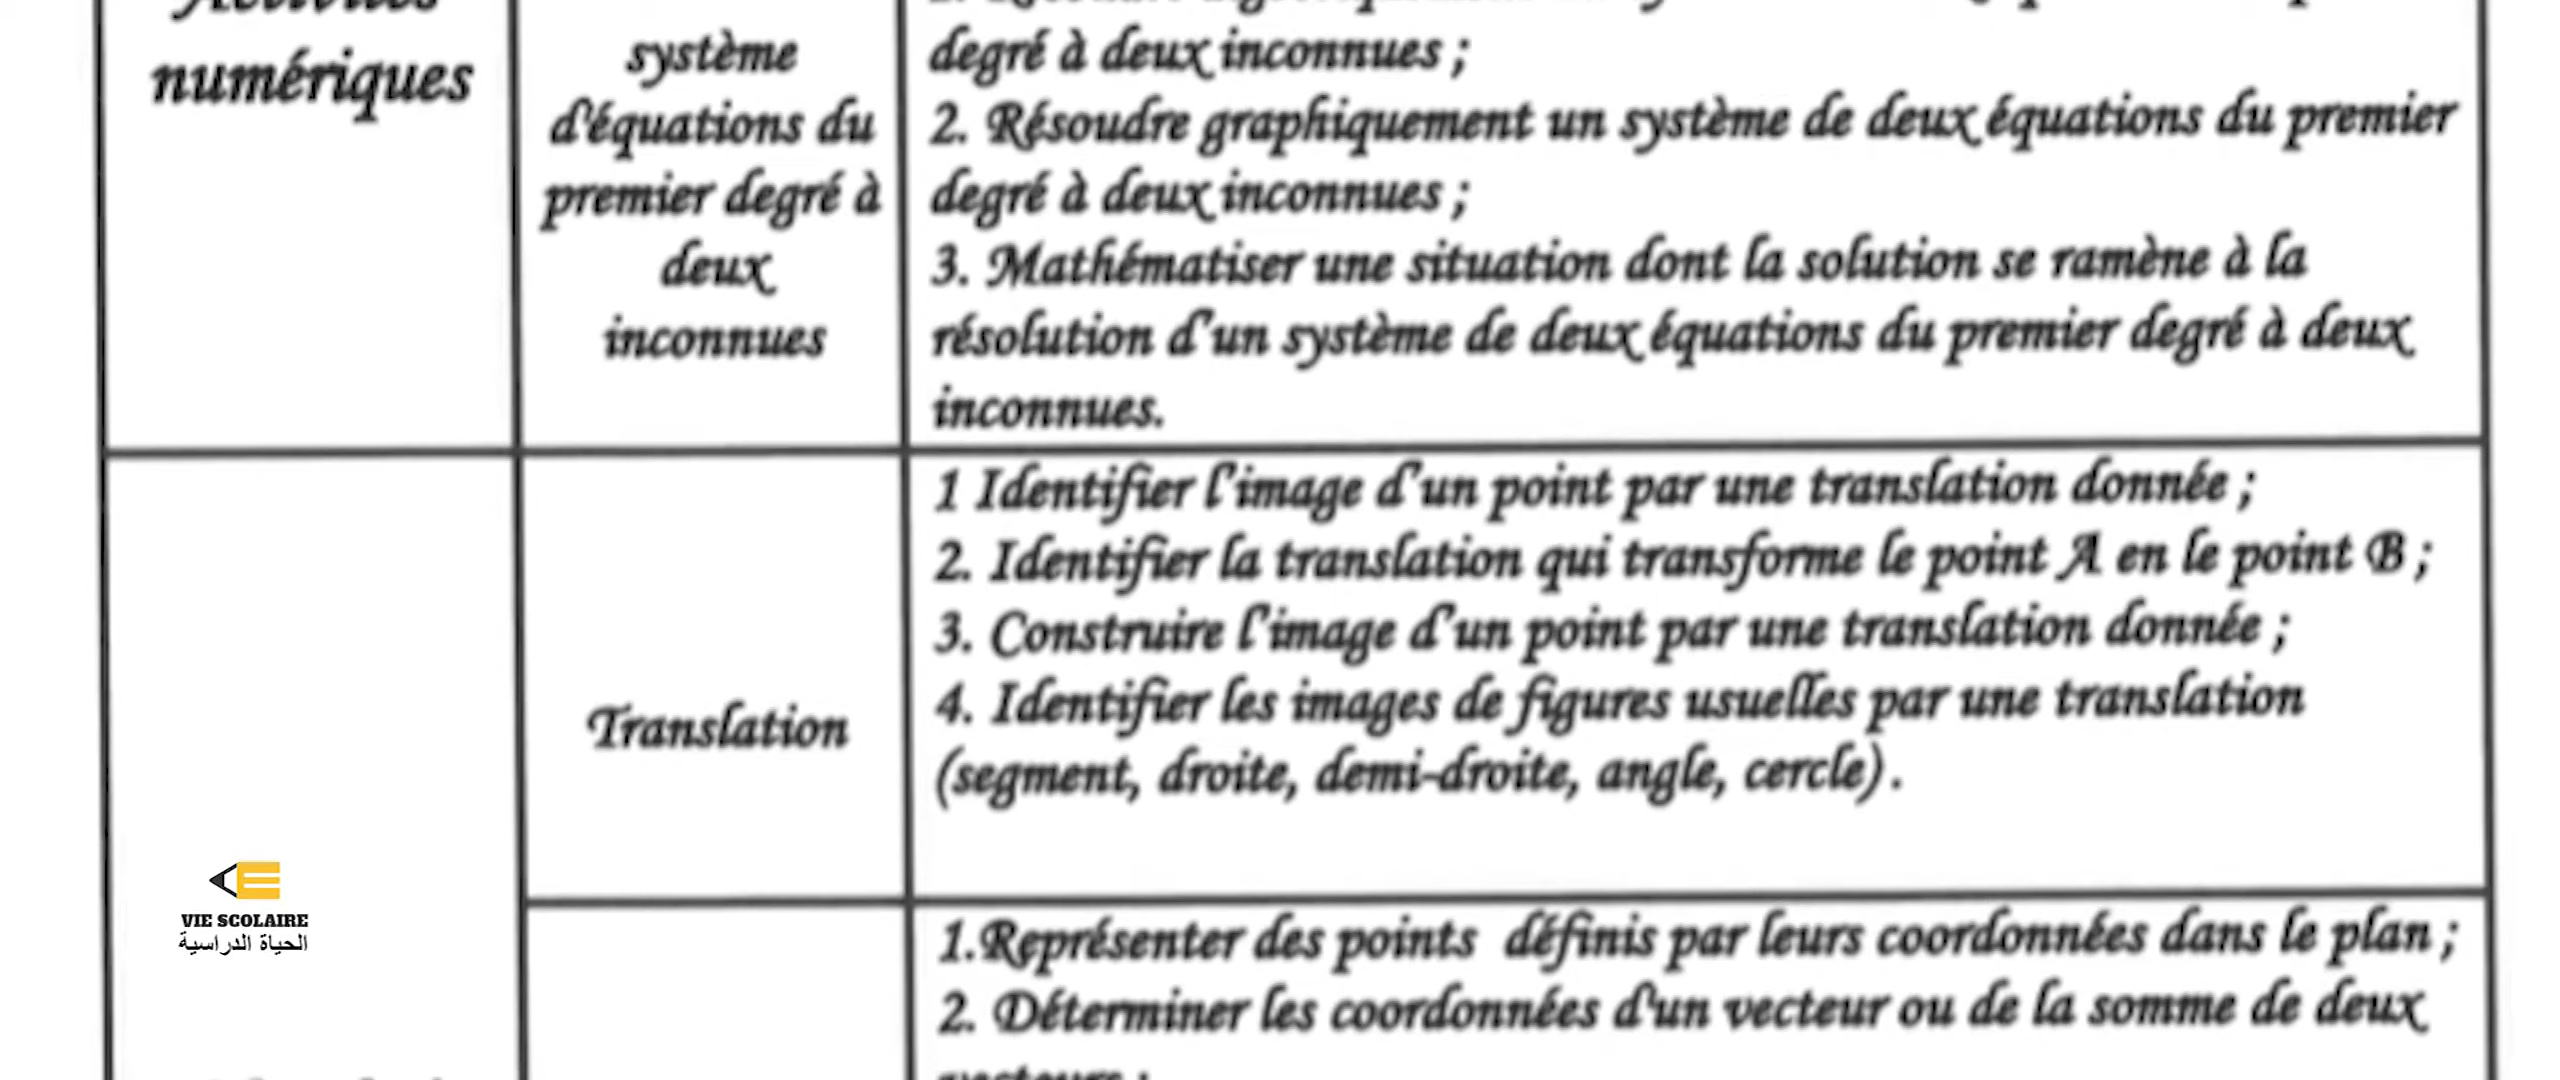 numériques
système
d'équations du
premier degré à
deux
inconnues
degré à deux inconnues ;
2. Résoudre graphiquement un système de deux équations du premier
degré à deux inconnues ;
3. Mathématiser une situation dont la solution se ramène à la
résolution d'un système de deux équations du premier degré à deux
inconnues.
Translation
1 Identifier l'image d'un point par une translation donnée ;
2. Identifier la translation qui transforme le point A en le point B ;
3. Construire l'image d'un point par une translation donnée ;
4. Identifier les images de figures usuelles par une translation
(segment, droite, demi-droite, angle, cercle).
VIE SCOLAIRE
الحياة الدراسية
1.Représenter des points définis par leurs coordonnées dans le plan ;
2. Déterminer les coordonnées d'un vecteur ou de la somme de deux